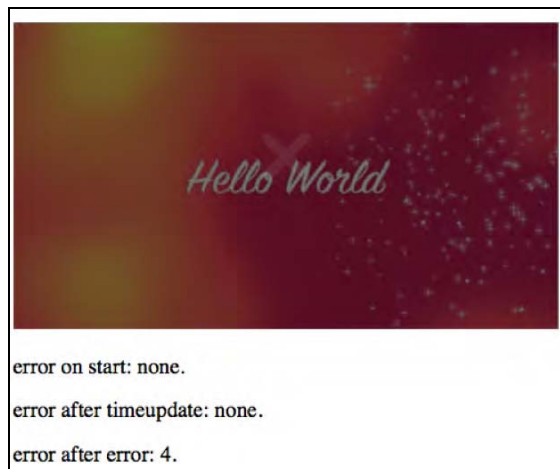 Hello World
error on start: none.
error after timeupdate: none.
error after error: 4.